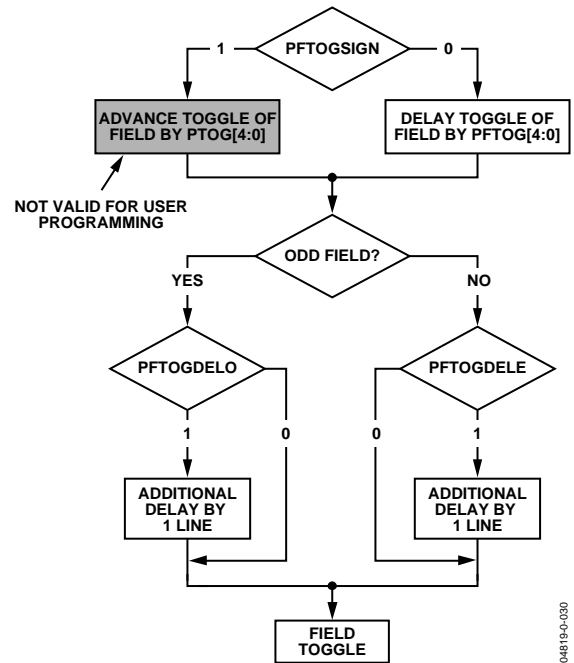 PFTOGSIGN
1
0
ADVANCE TOGGLE OF
FIELD BY PTOG[4:0]
DELAY TOGGLE OF
FIELD BY PFTOG[4:0]
NOT VALID FOR USER
PROGRAMMING
ODD FIELD?
YES
NO
PFTOGDELO
PFTOGDELE
1
0
0
1
ADDITIONAL
DELAY BY
1 LINE
ADDITIONAL
DELAY BY
1 LINE
FIELD
TOGGLE
04819-0-030